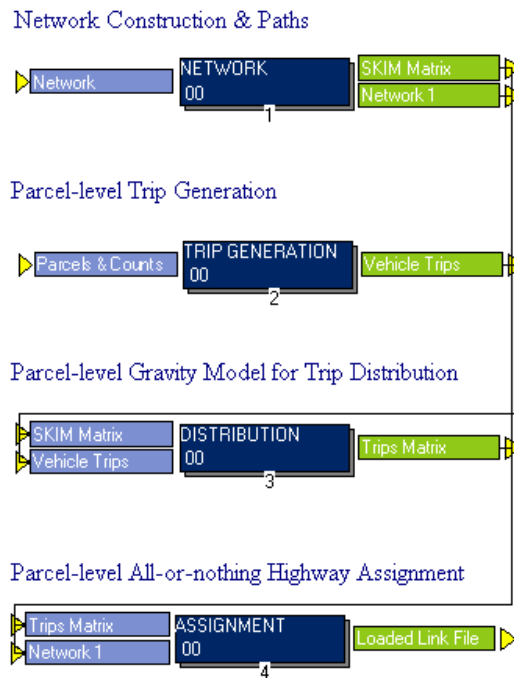 Network Construction & Paths
Network
NETWORK
00
1
SKIM Matrix
Network 1
Parcel-level Trip Generation
Parcels & Counts
TRIP GENERATION
00
2
Vehicle Trips
Parcel-level Gravity Model for Trip Distribution
SKIM Matrix
Vehicle Trips
DISTRIBUTION
00
3
Trips Matrix
Parcel-level All-or-nothing Highway Assignment
Trips Matrix
Network 1
ASSIGNMENT
00
4
Loaded Link File